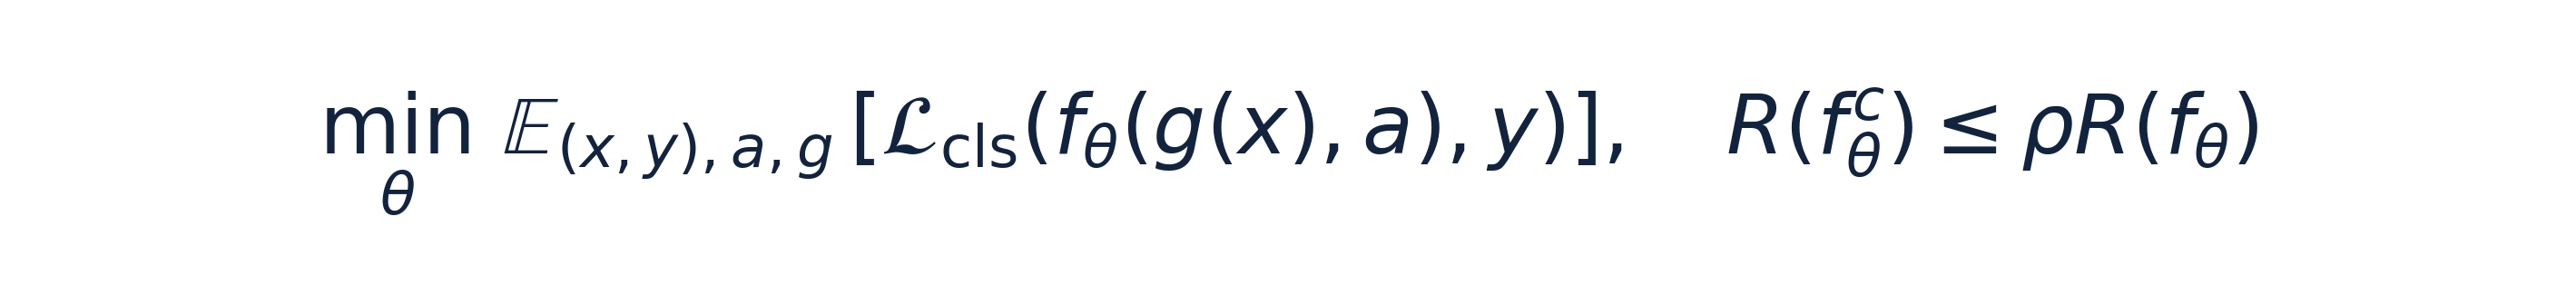 min_θ 𝔼_{(x,y),a,g} [ℒ_cls(f_θ(g(x),a),y)],  R(f_θ^c) ≤ ρR(f_θ)